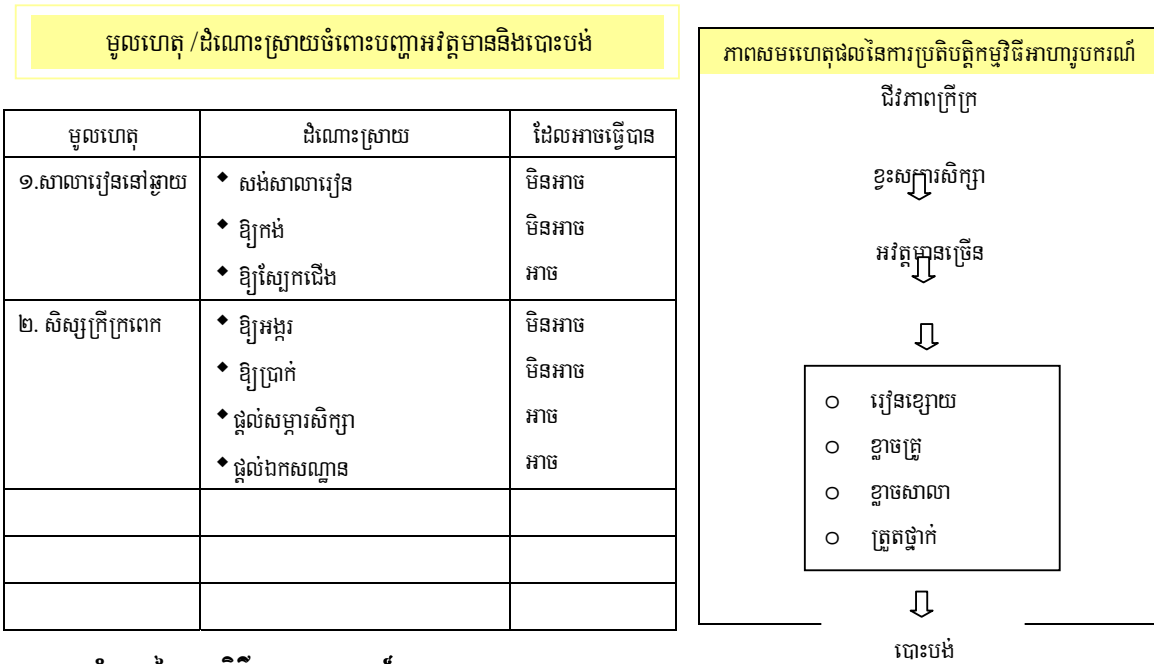 មូលហេតុ /ដំណោះស្រាយចំពោះបញ្ហាអវត្តមាននិងបោះបង់
មូលហេតុ ដំណោះស្រាយ ដែលអាចធ្វើបាន
១.សាលារៀននៅឆ្ងាយ ◆ សង់សាលារៀន មិនអាច
◆ ឱ្យកង់ មិនអាច
◆ ឱ្យស្បែកជើង អាច
២. សិស្សក្រីក្រពេក ◆ ឱ្យអង្ករ មិនអាច
◆ ឱ្យប្រាក់ មិនអាច
◆ ផ្តល់សម្ភារសិក្សា អាច
◆ ផ្តល់ឯកសណ្ឋាន អាច
ភាពសមហេតុផលនៃការប្រតិបត្តិកម្មវិធីអាហារូបករណ៍
ជីវភាពក្រីក្រ
ខ្វះសម្ភារសិក្សា
អវត្តមានច្រើន
o រៀនខ្សោយ
o ខ្លាចគ្រូ
o ខ្លាចសាលា
o ត្រួតថ្នាក់
បោះបង់